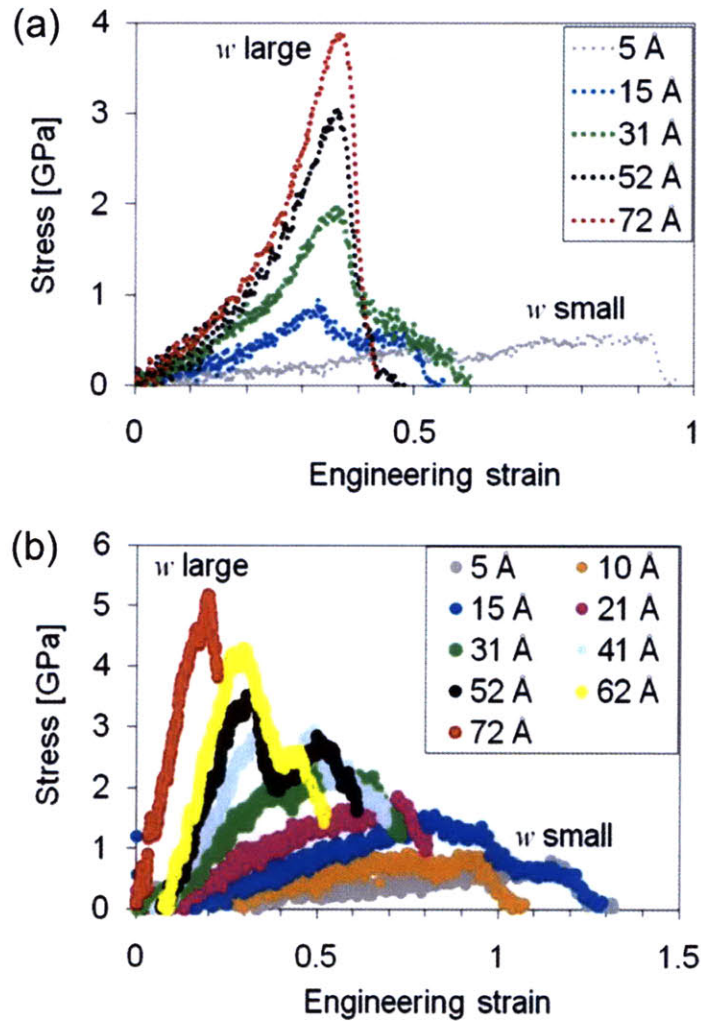 (a)
4
3
2
1
0
Stress [GPa]
w large
w small
5 Å
15 Å
31 Å
52 Å
72 Å
0 0.5 1
Engineering strain
(b)
6
5
4
3
2
1
0
Stress [GPa]
w large
w small
5 Å 10 Å
15 Å 21 Å
31 Å 41 Å
52 Å 62 Å
72 Å
0 0.5 1 1.5
Engineering strain